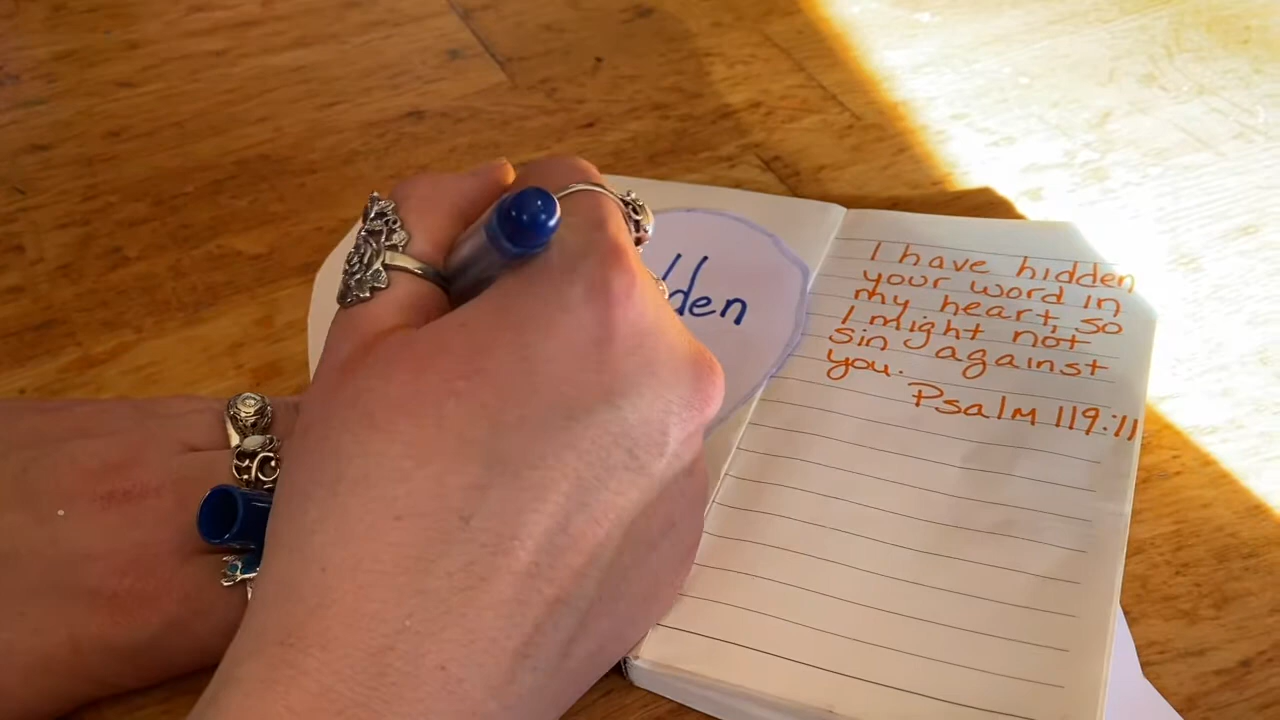 dden
I have hidden
your word in
my heart, so
I might not
sin against
you.
Psalm 119:11